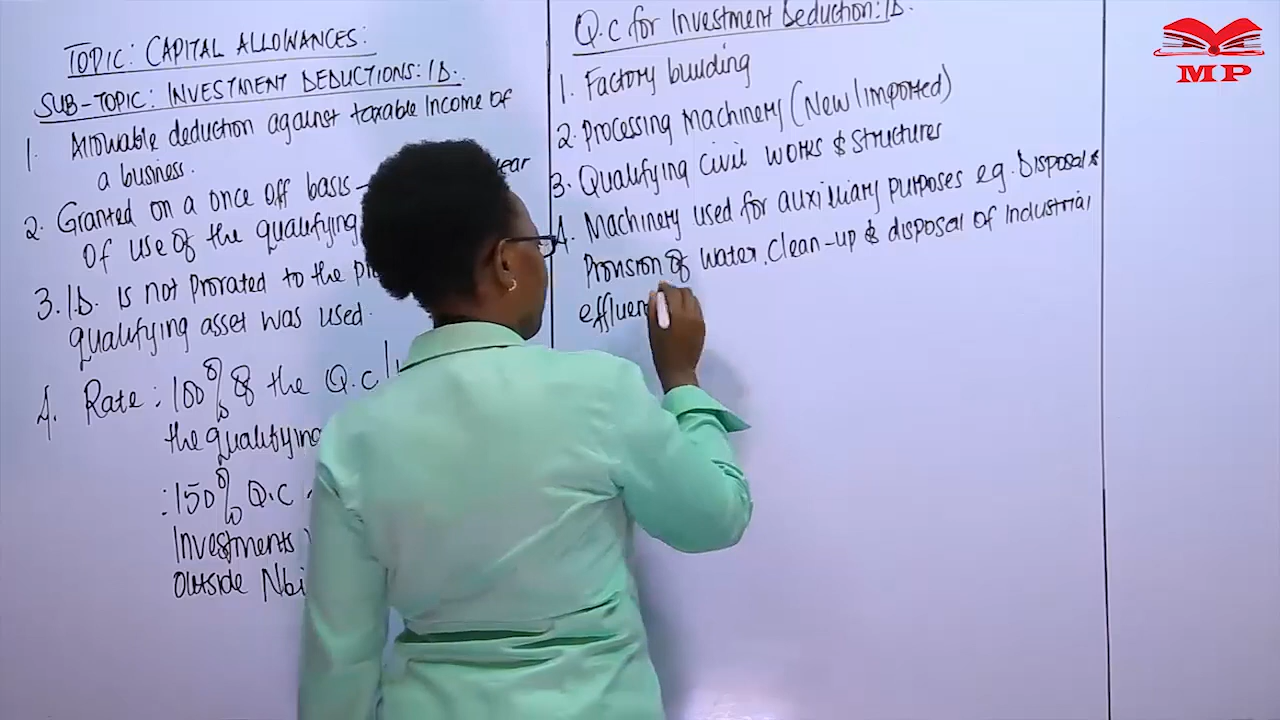 TOPIC: CAPITAL ALLOWANCES:
SUB-TOPIC: INVESTMENT DEDUCTIONS: I.D.
1. Allowable deduction against taxable income of
a business.
2. Granted on a once off basis
of use of the qualifying
3. I.D. is not prorated to the
qualifying asset was used.
4. Rate: 100% of the Q.C
the qualifying
: 150% Q.C
Investments
outside Nbi
Q.C for Investment Deduction: I.D.
1. Factory building
2. Processing Machinery (New/Imported)
3. Qualifying civil works & structures
4. Machinery used for auxiliary purposes eg. Disposal &
Provision of water, clean-up & disposal of industrial
effluen
MP